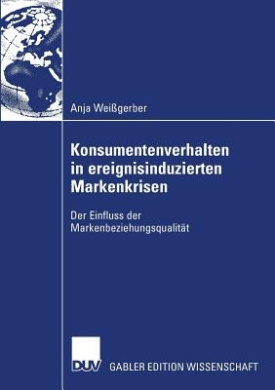 Anja Weißgerber
Konsumentenverhalten
in ereignisinduzierten
Markenkrisen
Der Einfluss der
Markenbeziehungsqualität
DUV
GABLER EDITION WISSENSCHAFT